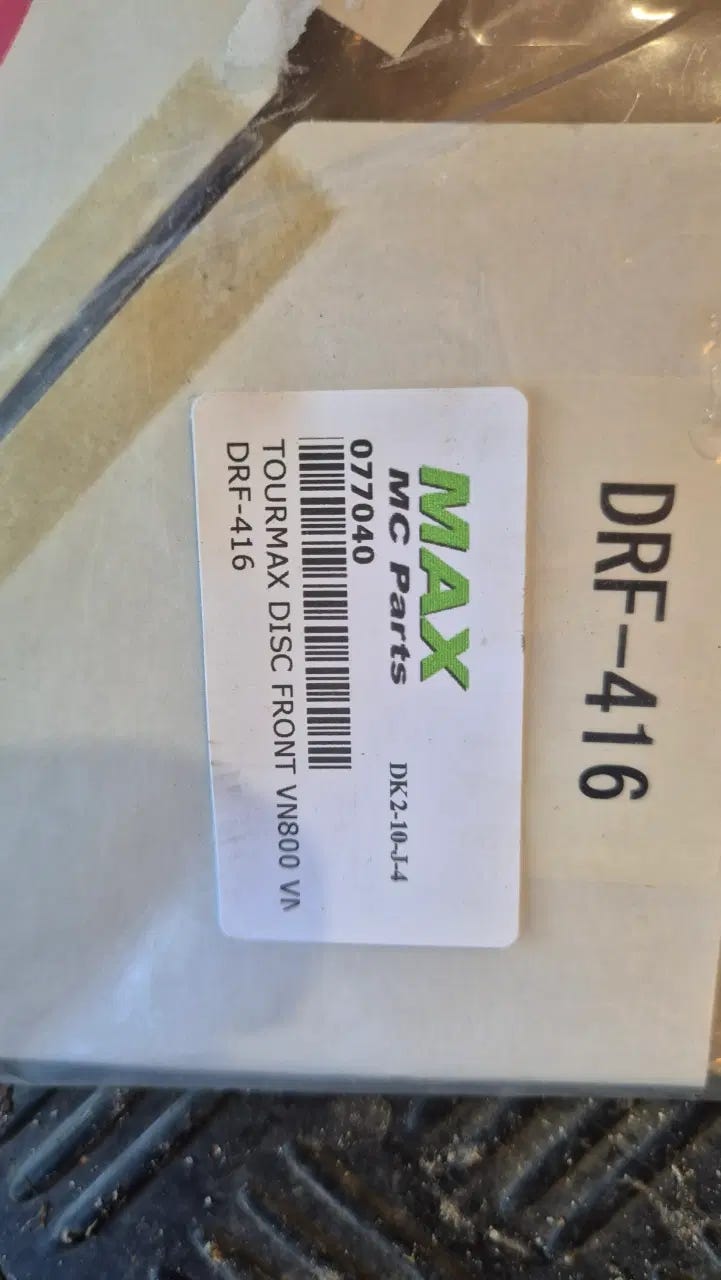 DRF-416
MAX
MC Parts
DK2-10-J-4
077040
TOURMAX DISC FRONT VN800 VN
DRF-416